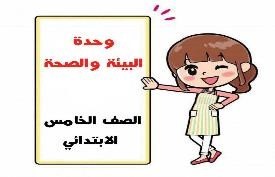 وحدة
البيئة والصحة
الصف الخامس
الابتدائي